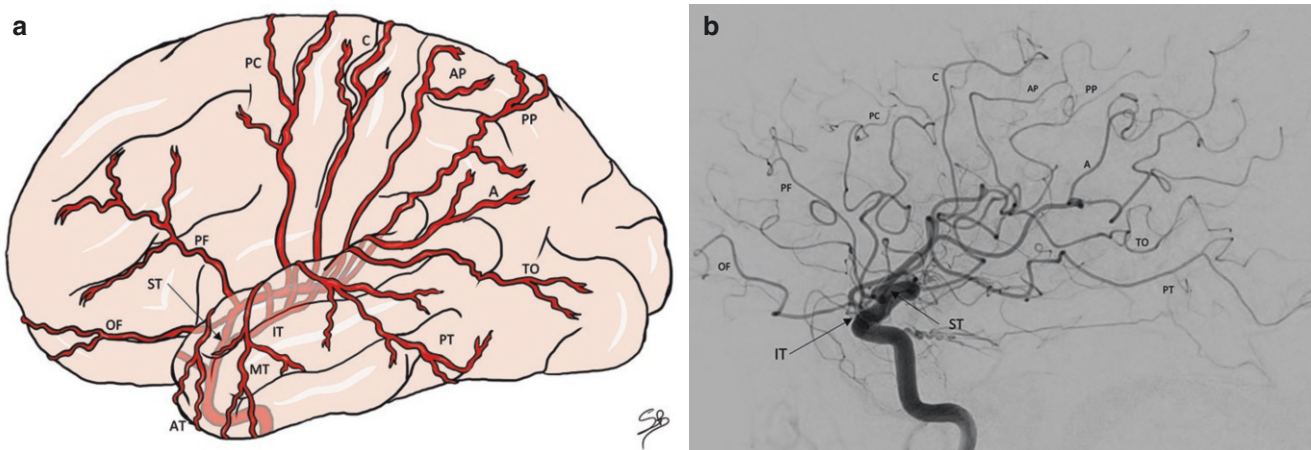 a
C
PC
AP
PP
A
PF
ST
TO
OF
IT
PT
MT
AT
b
C
AP
PP
PC
A
PF
TO
OF
PT
ST
IT